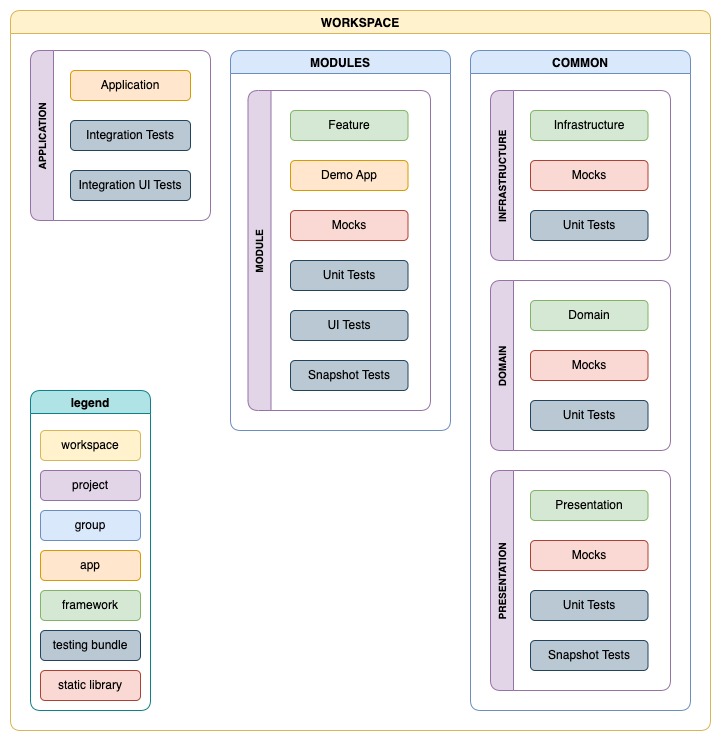 WORKSPACE
APPLICATION
Application
Integration Tests
Integration UI Tests
MODULES
MODULE
Feature
Demo App
Mocks
Unit Tests
UI Tests
Snapshot Tests
COMMON
INFRASTRUCTURE
Infrastructure
Mocks
Unit Tests
DOMAIN
Domain
Mocks
Unit Tests
PRESENTATION
Presentation
Mocks
Unit Tests
Snapshot Tests
legend
workspace
project
group
app
framework
testing bundle
static library